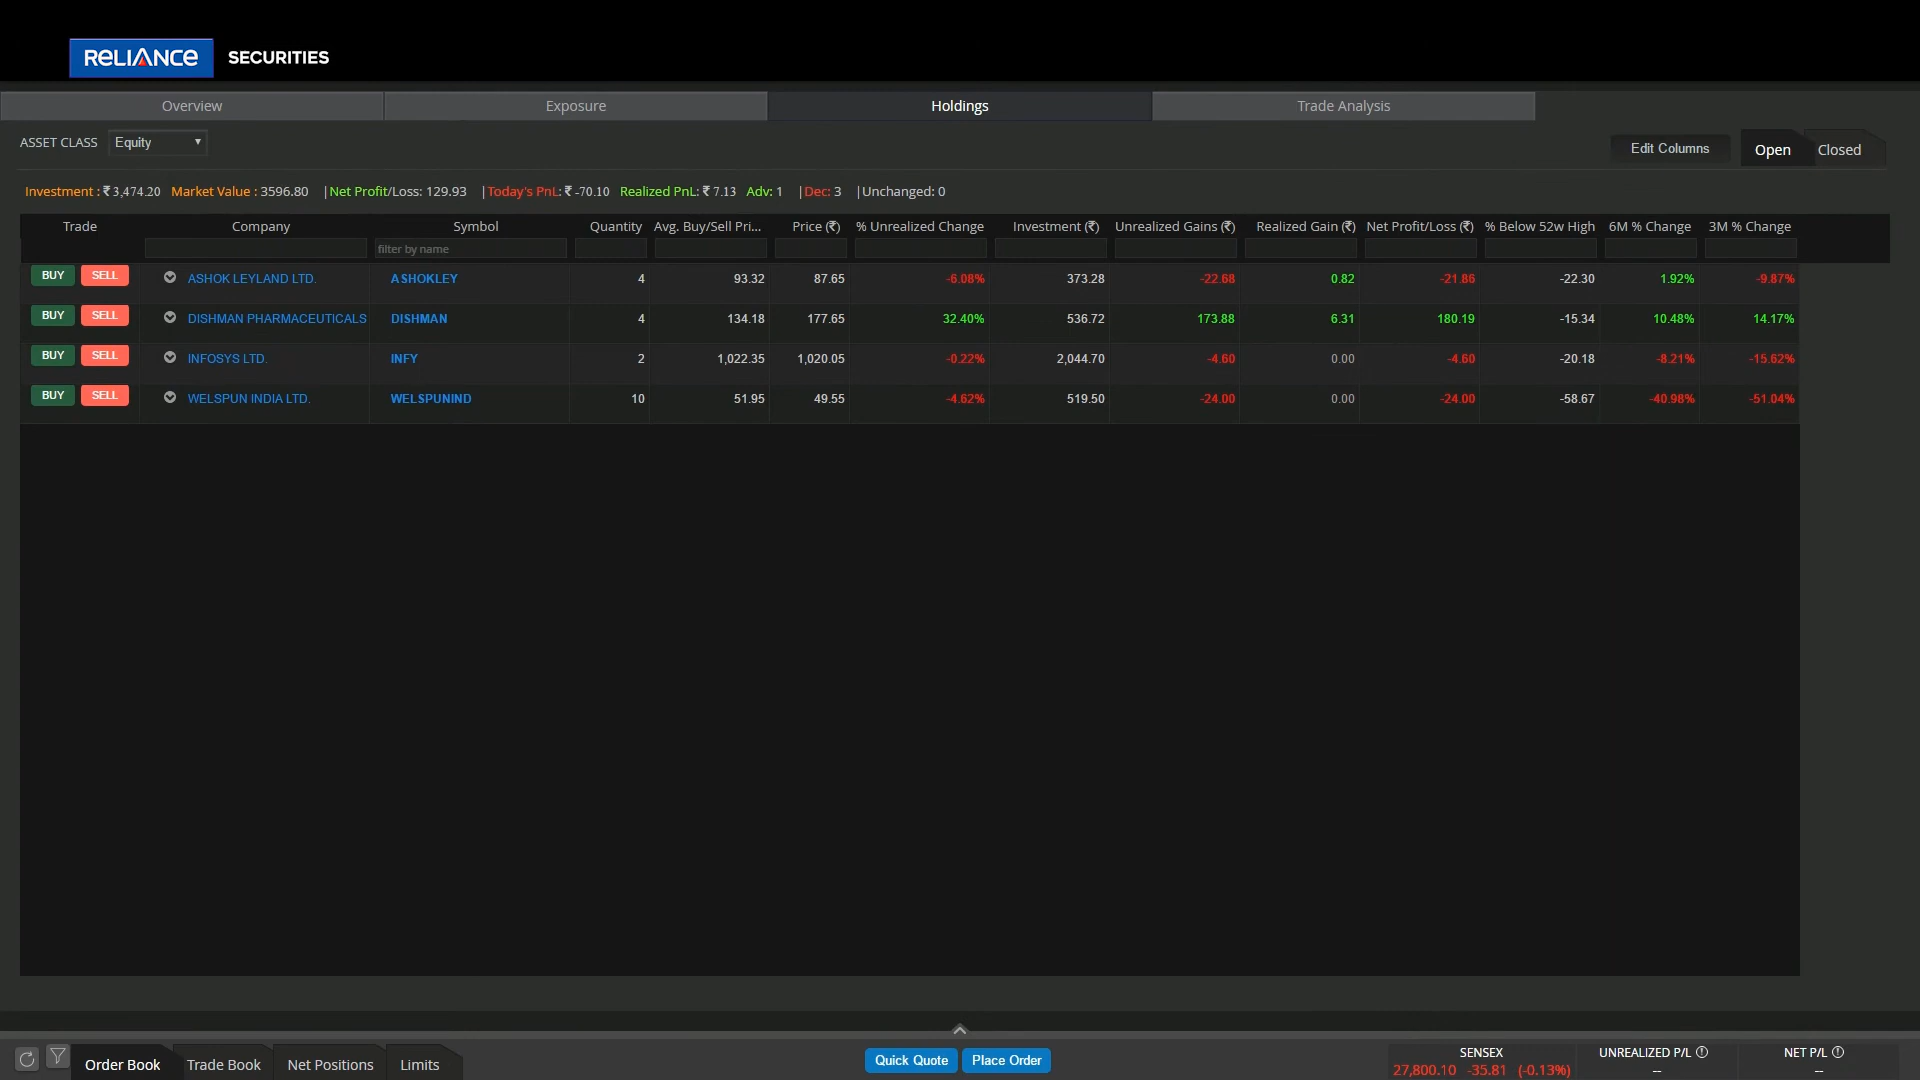 RELIANCE SECURITIES
Overview Exposure Holdings Trade Analysis
ASSET CLASS Equity Edit Columns Open Closed
Investment : ₹ 3,474.20 Market Value : 3596.80 |Net Profit/Loss: 129.93 |Today's PnL: ₹ -70.10 Realized PnL: ₹ 7.13 Adv: 1 |Dec: 3 |Unchanged: 0
Trade Company Symbol Quantity Avg. Buy/Sell Pri... Price (₹) % Unrealized Change Investment (₹) Unrealized Gains (₹) Realized Gain (₹) Net Profit/Loss (₹) % Below 52w High 6M % Change 3M % Change
filter by name
BUY SELL ASHOK LEYLAND LTD. ASHOKLEY 4 93.32 87.65 -6.08% 373.28 -22.68 0.82 -21.86 -22.30 1.92% -9.87%
BUY SELL DISHMAN PHARMACEUTICALS DISHMAN 4 134.18 177.65 32.40% 536.72 173.88 6.31 180.19 -15.34 10.48% 14.17%
BUY SELL INFOSYS LTD. INFY 2 1,022.35 1,020.05 -0.22% 2,044.70 -4.60 0.00 -4.60 -20.18 -8.21% -15.62%
BUY SELL WELSPUN INDIA LTD. WELSPUNIND 10 51.95 49.55 -4.62% 519.50 -24.00 0.00 -24.00 -58.67 -40.98% -51.04%
Order Book Trade Book Net Positions Limits Quick Quote Place Order SENSEX UNREALIZED P/L NET P/L
27,800.10 -35.81 (-0.13%) -- --